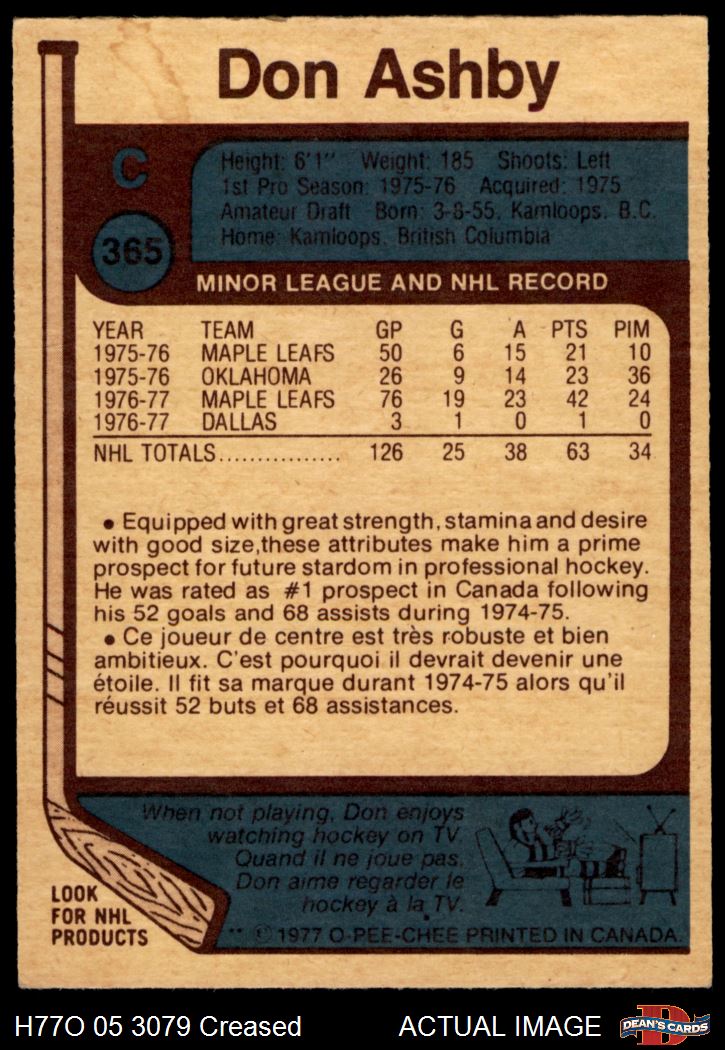 Don Ashby
C
365
Height: 6'1" Weight: 185 Shoots: Left
1st Pro Season: 1975-76 Acquired: 1975
Amateur Draft Born: 3-8-55, Kamloops, B.C.
Home: Kamloops, British Columbia
MINOR LEAGUE AND NHL RECORD
YEAR TEAM GP G A PTS PIM
1975-76 MAPLE LEAFS 50 6 15 21 10
1975-76 OKLAHOMA 26 9 14 23 36
1976-77 MAPLE LEAFS 76 19 23 42 24
1976-77 DALLAS 3 1 0 1 0
NHL TOTALS................ 126 25 38 63 34
• Equipped with great strength, stamina and desire
with good size,these attributes make him a prime
prospect for future stardom in professional hockey.
He was rated as #1 prospect in Canada following
his 52 goals and 68 assists during 1974-75.
• Ce joueur de centre est très robuste et bien
ambitieux. C'est pourquoi il devrait devenir une
étoile. Il fit sa marque durant 1974-75 alors qu'il
réussit 52 buts et 68 assistances.
When not playing, Don enjoys
watching hockey on TV
Quand il ne joue pas,
Don aime regarder le
hockey à la TV.
LOOK
FOR NHL
PRODUCTS
** © 1977 O-PEE-CHEE PRINTED IN CANADA.
H77O 05 3079 Creased ACTUAL IMAGE
D
DEAN'S CARDS